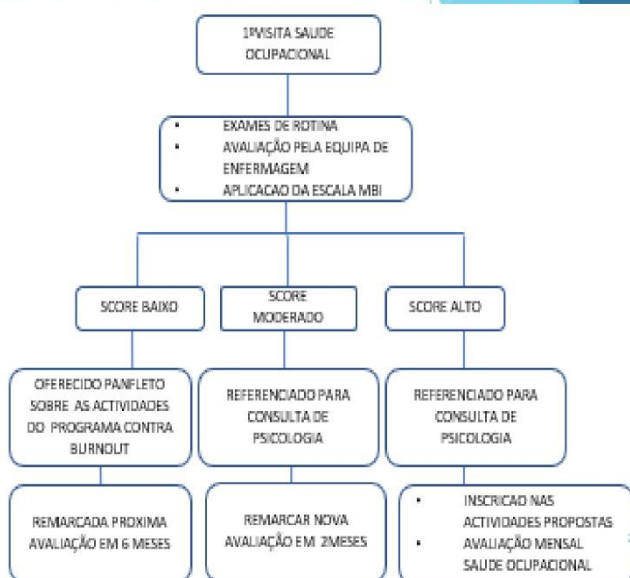 1ªVISITA SAUDE
OCUPACIONAL
• EXAMES DE ROTINA
• AVALIAÇÃO PELA EQUIPA DE
ENFERMAGEM
• APLICACAO DA ESCALA MBI
SCORE BAIXO
SCORE
MODERADO
SCORE ALTO
OFERECIDO PANFLETO
SOBRE AS ACTIVIDADES
DO PROGRAMA CONTRA
BURNOUT
REFERENCIADO PARA
CONSULTA DE
PSICOLOGIA
REFERENCIADO PARA
CONSULTA DE
PSICOLOGIA
REMARCADA PROXIMA
AVALIAÇÃO EM 6 MESES
REMARCAR NOVA
AVALIAÇÃO EM 2MESES
• INSCRICAO NAS
ACTIVIDADES PROPOSTAS
• AVALIAÇÃO MENSAL
SAUDE OCUPACIONAL